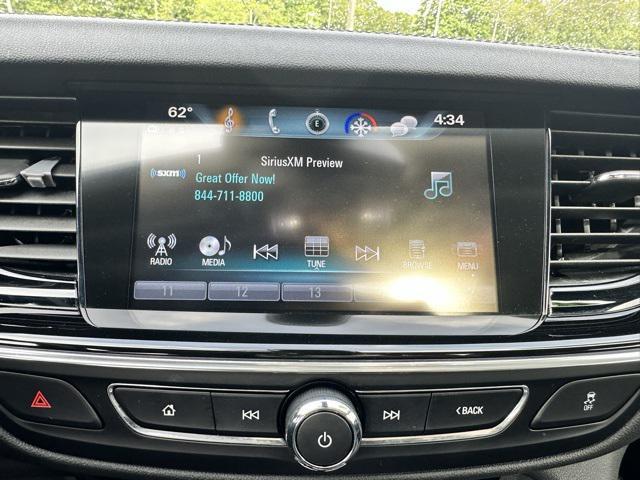 62° E 4:34
1 SiriusXM Preview
((sxm)) Great Offer Now!
844-711-8800
RADIO MEDIA TUNE BROWSE MENU
11 12 13
BACK OFF